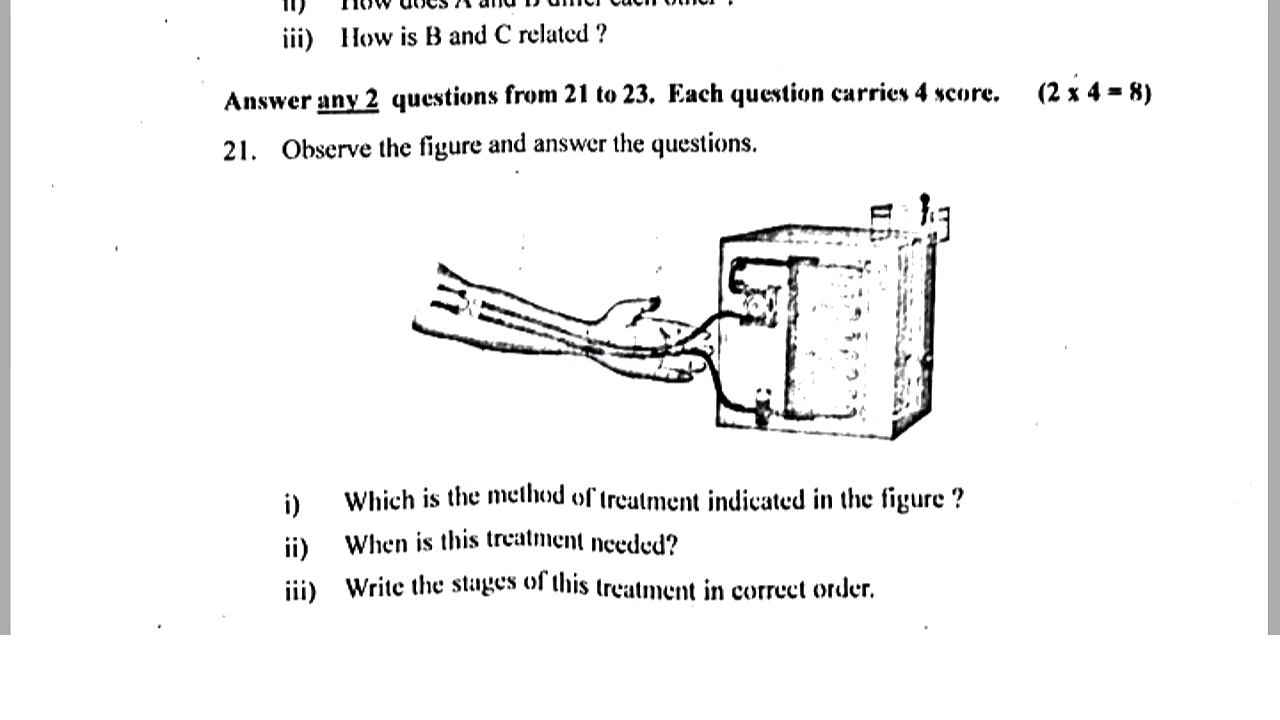 iii) How is B and C related ?
Answer any 2 questions from 21 to 23. Each question carries 4 score. (2 x 4 = 8)
21. Observe the figure and answer the questions.
i) Which is the method of treatment indicated in the figure ?
ii) When is this treatment needed?
iii) Write the stages of this treatment in correct order.